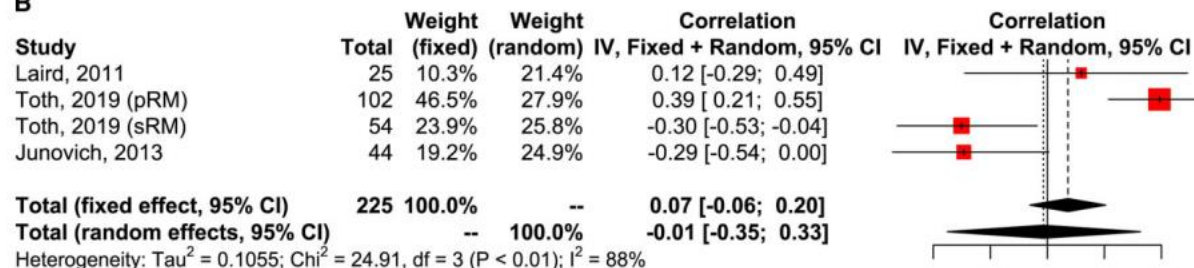 B
Weight Weight Correlation Correlation
Study Total (fixed) (random) IV, Fixed + Random, 95% CI IV, Fixed + Random, 95% CI
Laird, 2011 25 10.3% 21.4% 0.12 [-0.29; 0.49]
Toth, 2019 (pRM) 102 46.5% 27.9% 0.39 [ 0.21; 0.55]
Toth, 2019 (sRM) 54 23.9% 25.8% -0.30 [-0.53; -0.04]
Junovich, 2013 44 19.2% 24.9% -0.29 [-0.54; 0.00]
Total (fixed effect, 95% CI) 225 100.0% -- 0.07 [-0.06; 0.20]
Total (random effects, 95% CI) -- 100.0% -0.01 [-0.35; 0.33]
Heterogeneity: Tau² = 0.1055; Chi² = 24.91, df = 3 (P < 0.01); I² = 88%